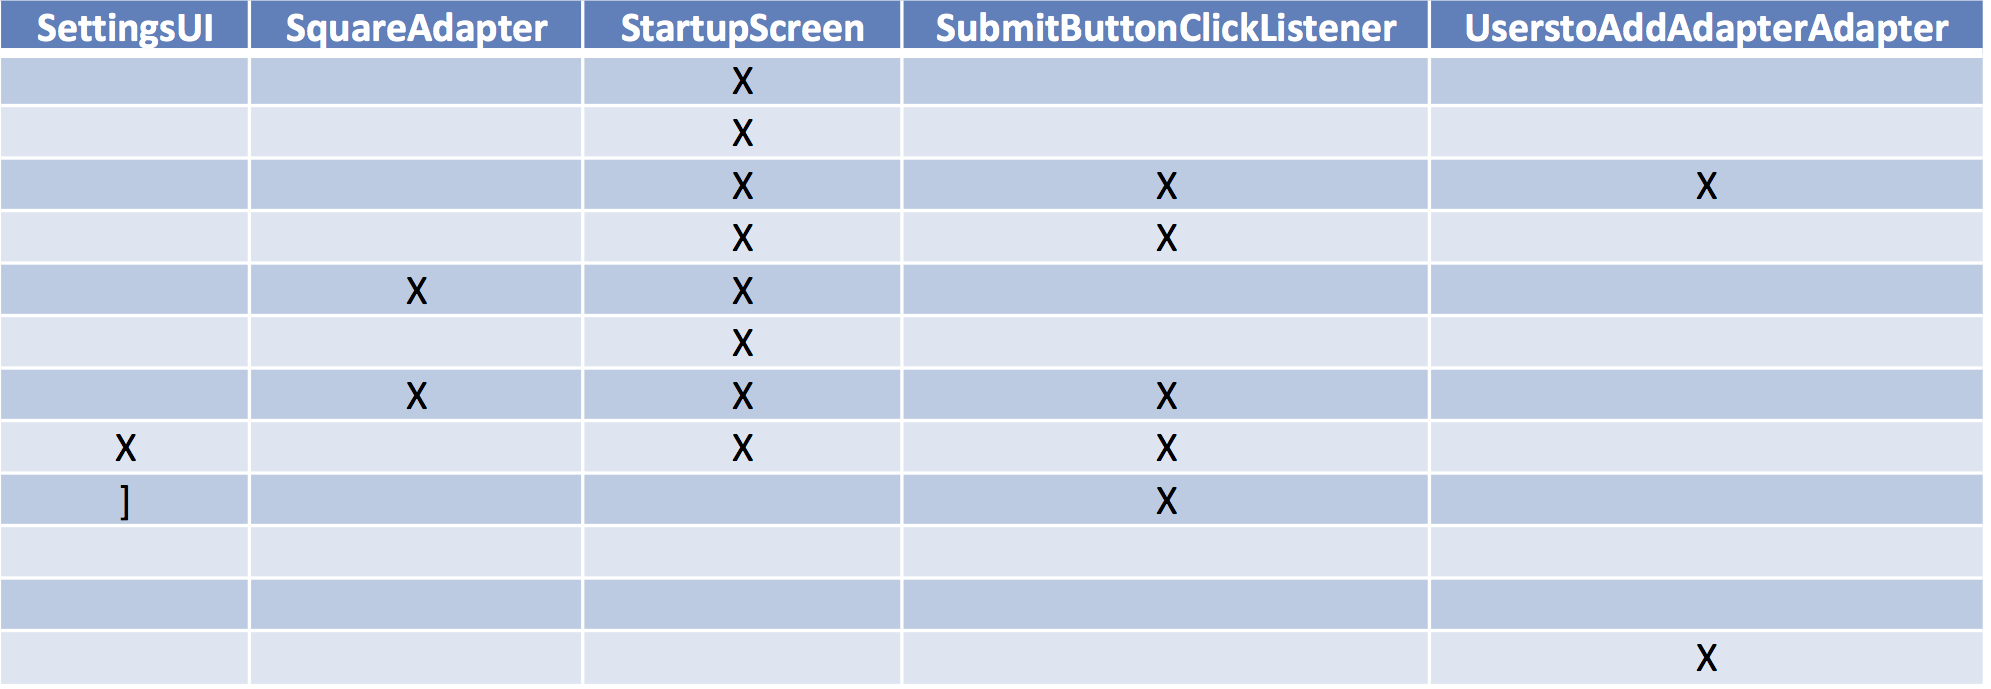 SettingsUI SquareAdapter StartupScreen SubmitButtonClickListener UserstoAddAdapterAdapter
X
X
X X X
X X
X X
X
X X X
X X X
] X
X